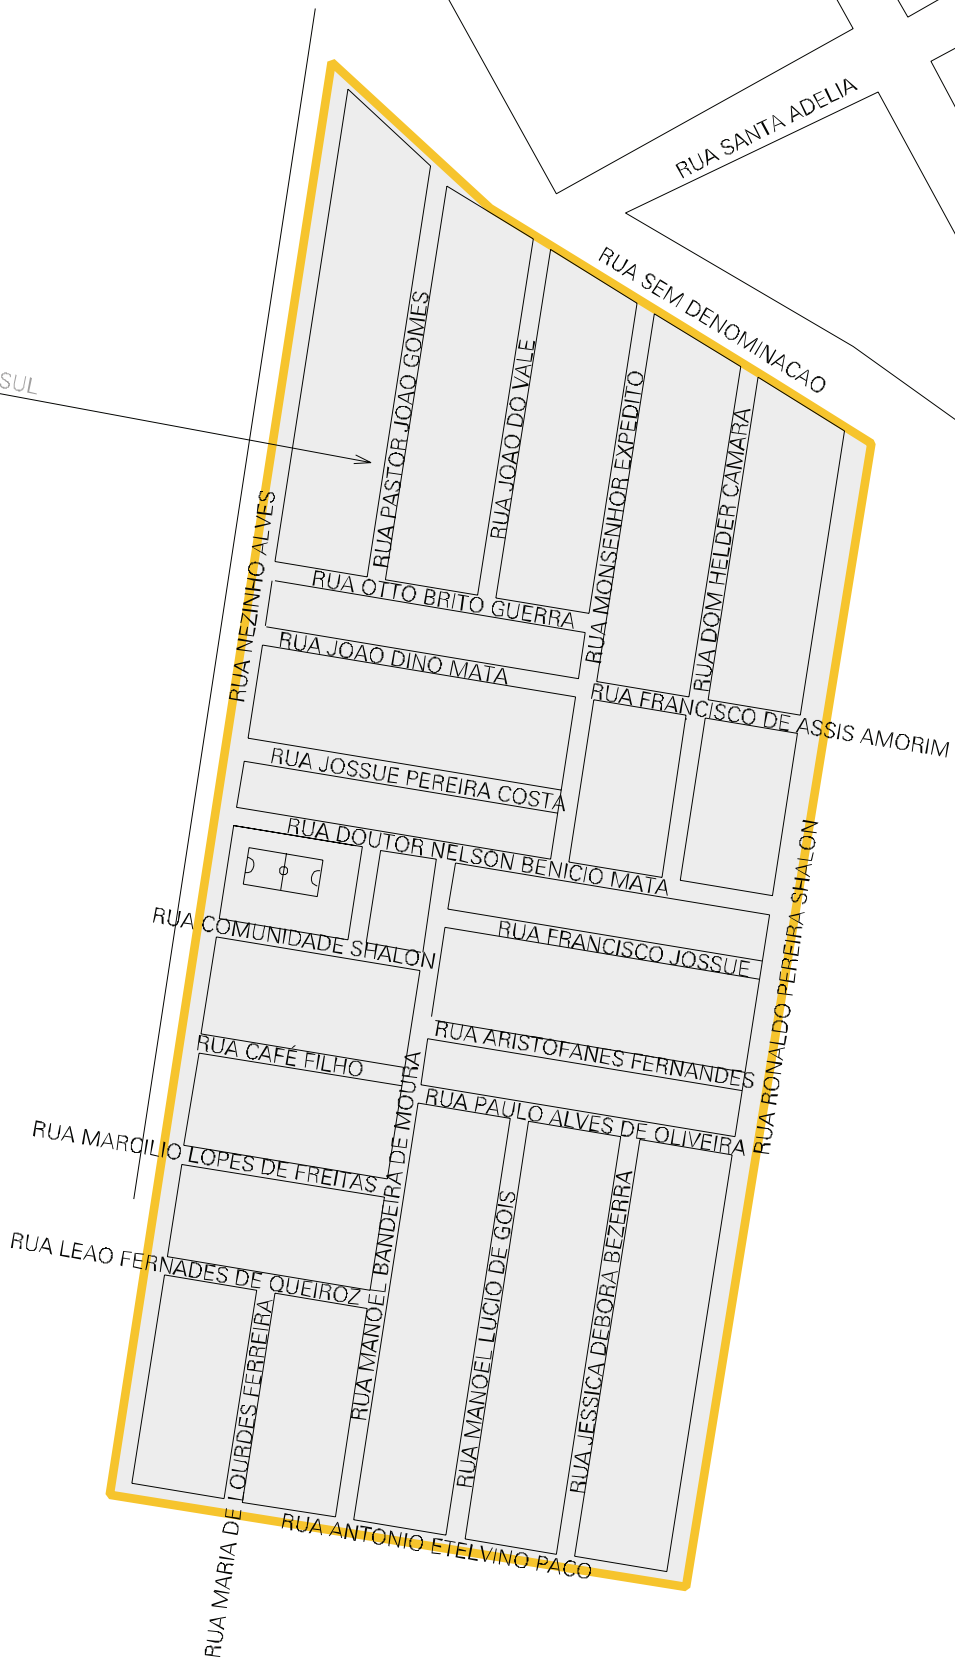 RUA SANTA ADELIA
RUA SEM DENOMINACAO
SUL
RUA PASTOR JOAO GOMES
RUA JOAO DO VALE
RUA MONSENHOR EXPEDITO
RUA DOM HELDER CAMARA
RUA NEZINHO ALVES
RUA OTTO BRITO GUERRA
RUA JOAO DINO MATA
RUA FRANCISCO DE ASSIS AMORIM
RUA JOSSUE PEREIRA COSTA
RUA DOUTOR NELSON BENICIO MATA
RUA RONALDO PEREIRA SHALON
RUA COMUNIDADE SHALON
RUA FRANCISCO JOSSUE
RUA CAFÉ FILHO
RUA ARISTOFANES FERNANDES
RUA PAULO ALVES DE OLIVEIRA
RUA MARCILIO LOPES DE FREITAS
RUA MANOEL BANDEIRA DE MOURA
RUA MANOEL LUCIO DE GOIS
RUA JESSICA DEBORA BEZERRA
RUA LEAO FERNADES DE QUEIROZ
RUA MARIA DE LOURDES FERREIRA
RUA ANTONIO ETELVINO PACO